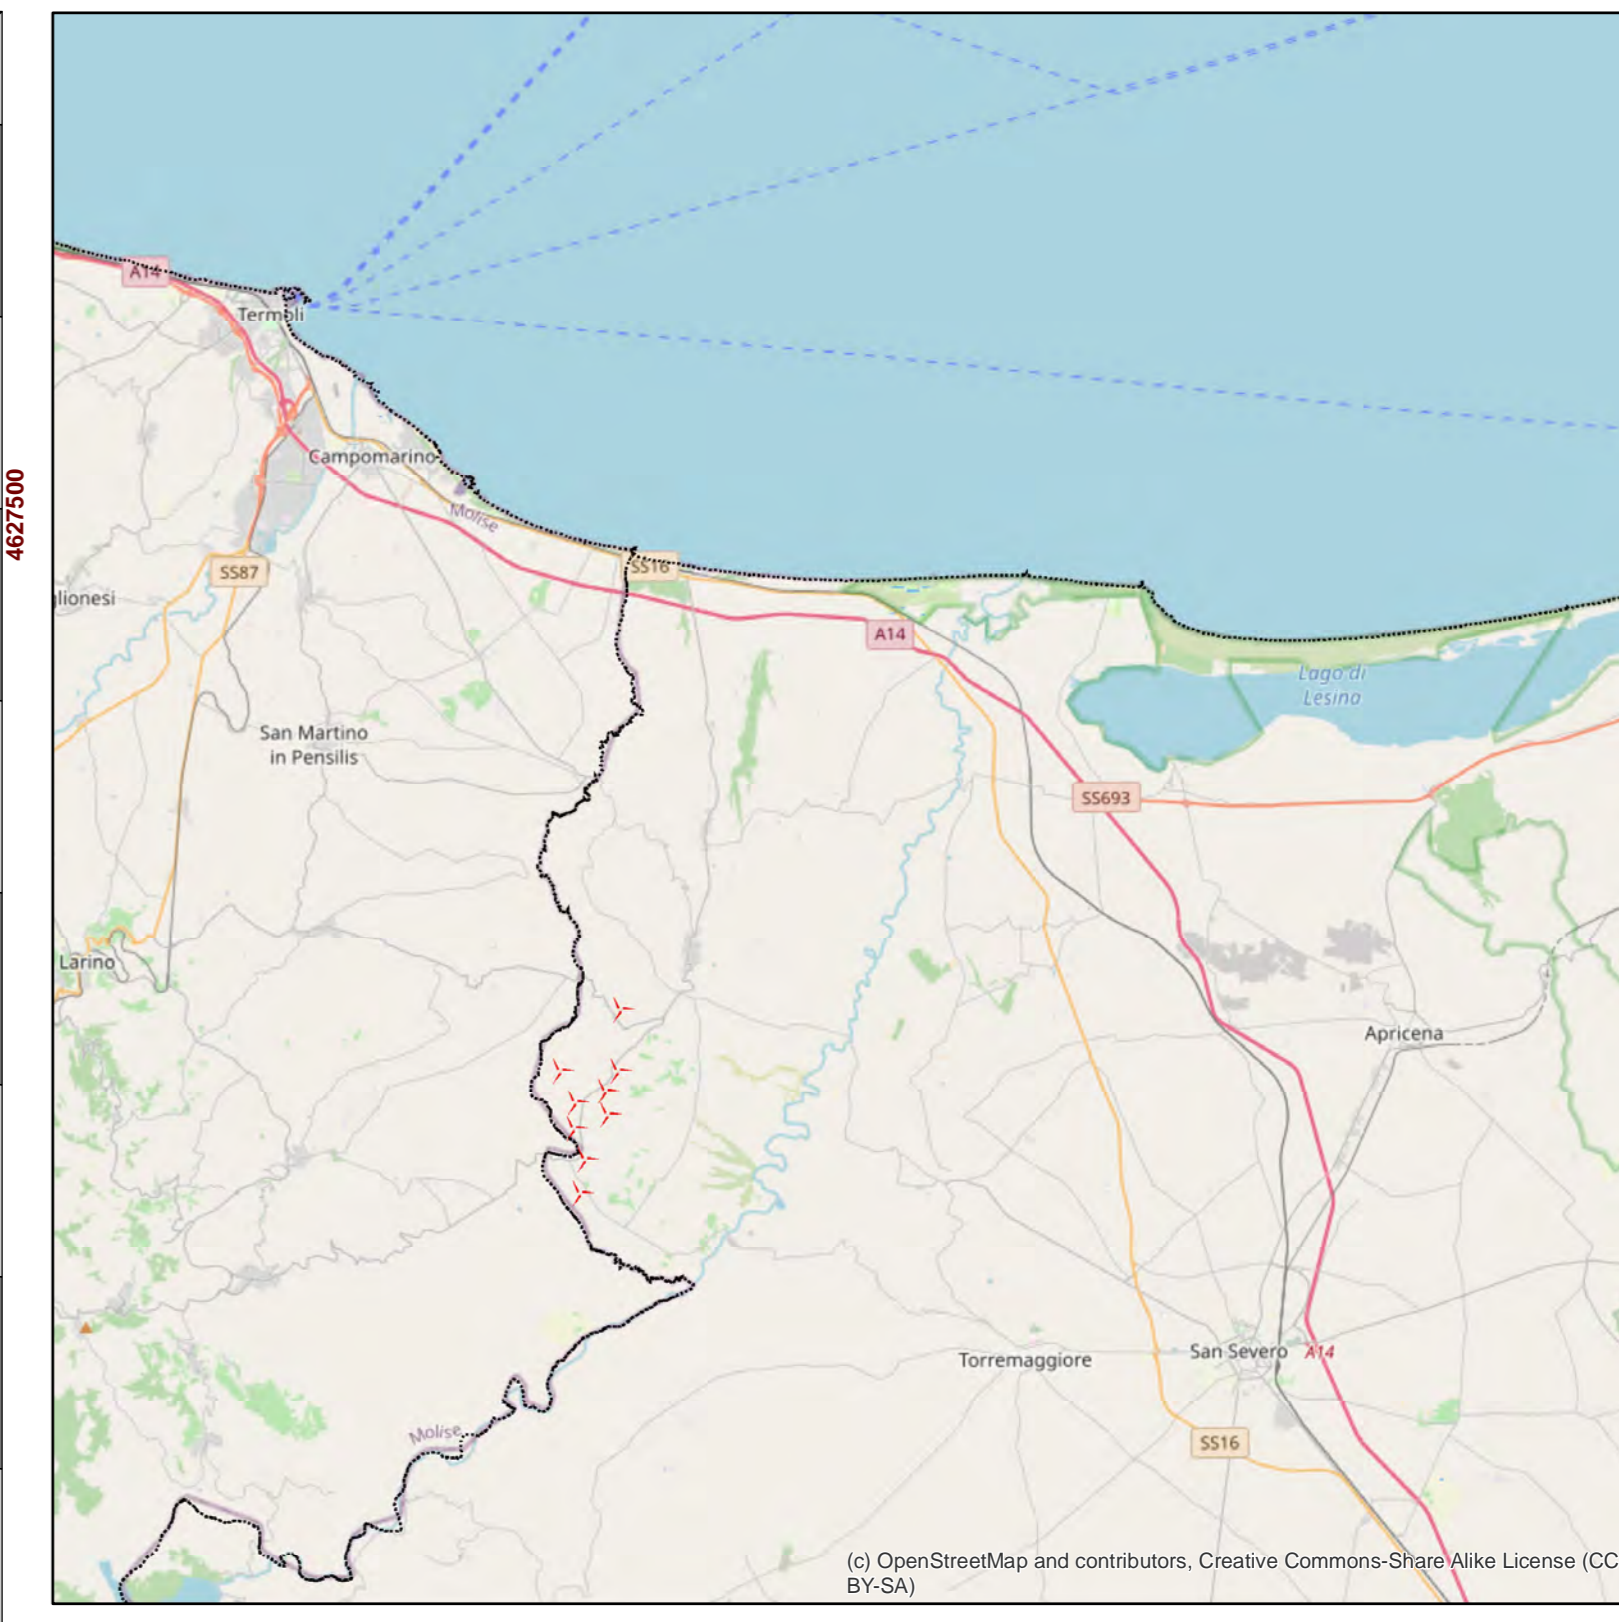 A14
Termoli
4627500
Campomarino
Molise
SS16
SS87
glionesi
A14
Lago di
Lesina
San Martino
in Pensilis
SS693
Larino
Apricena
Torremaggiore
San Severo
A14
Molise
SS16
(c) OpenStreetMap and contributors, Creative Commons-Share Alike License (CC
BY-SA)